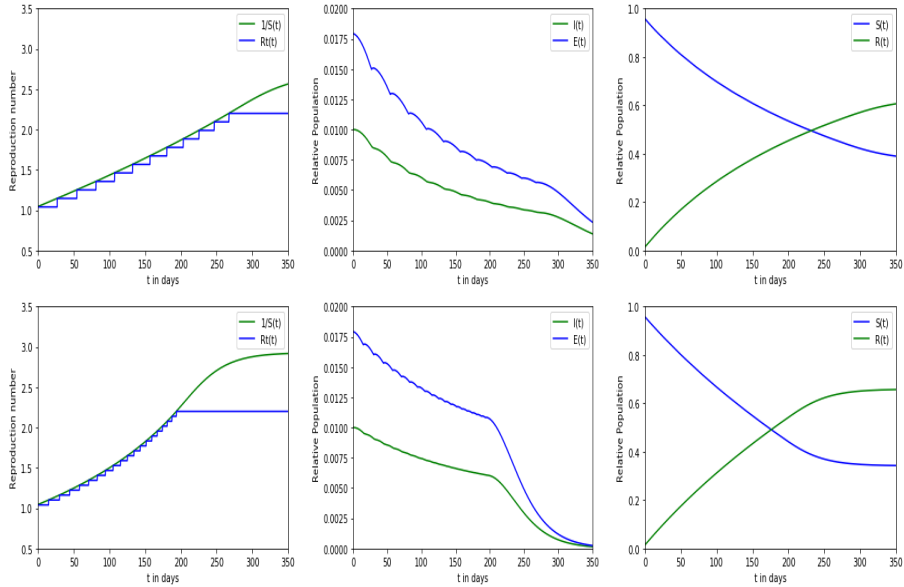 3.5
3.0
2.5
2.0
1.5
1.0
0.5
Reproduction number
1/S(t)
Rt(t)
0 50 100 150 200 250 300 350
t in days
0.0200
0.0175
0.0150
0.0125
0.0100
0.0075
0.0050
0.0025
0.0000
Relative Population
I(t)
E(t)
0 50 100 150 200 250 300 350
t in days
1.0
0.8
0.6
0.4
0.2
0.0
Relative Population
S(t)
R(t)
0 50 100 150 200 250 300 350
t in days
3.5
3.0
2.5
2.0
1.5
1.0
0.5
Reproduction number
1/S(t)
Rt(t)
0 50 100 150 200 250 300 350
t in days
0.0200
0.0175
0.0150
0.0125
0.0100
0.0075
0.0050
0.0025
0.0000
Relative Population
I(t)
E(t)
0 50 100 150 200 250 300 350
t in days
1.0
0.8
0.6
0.4
0.2
0.0
Relative Population
S(t)
R(t)
0 50 100 150 200 250 300 350
t in days